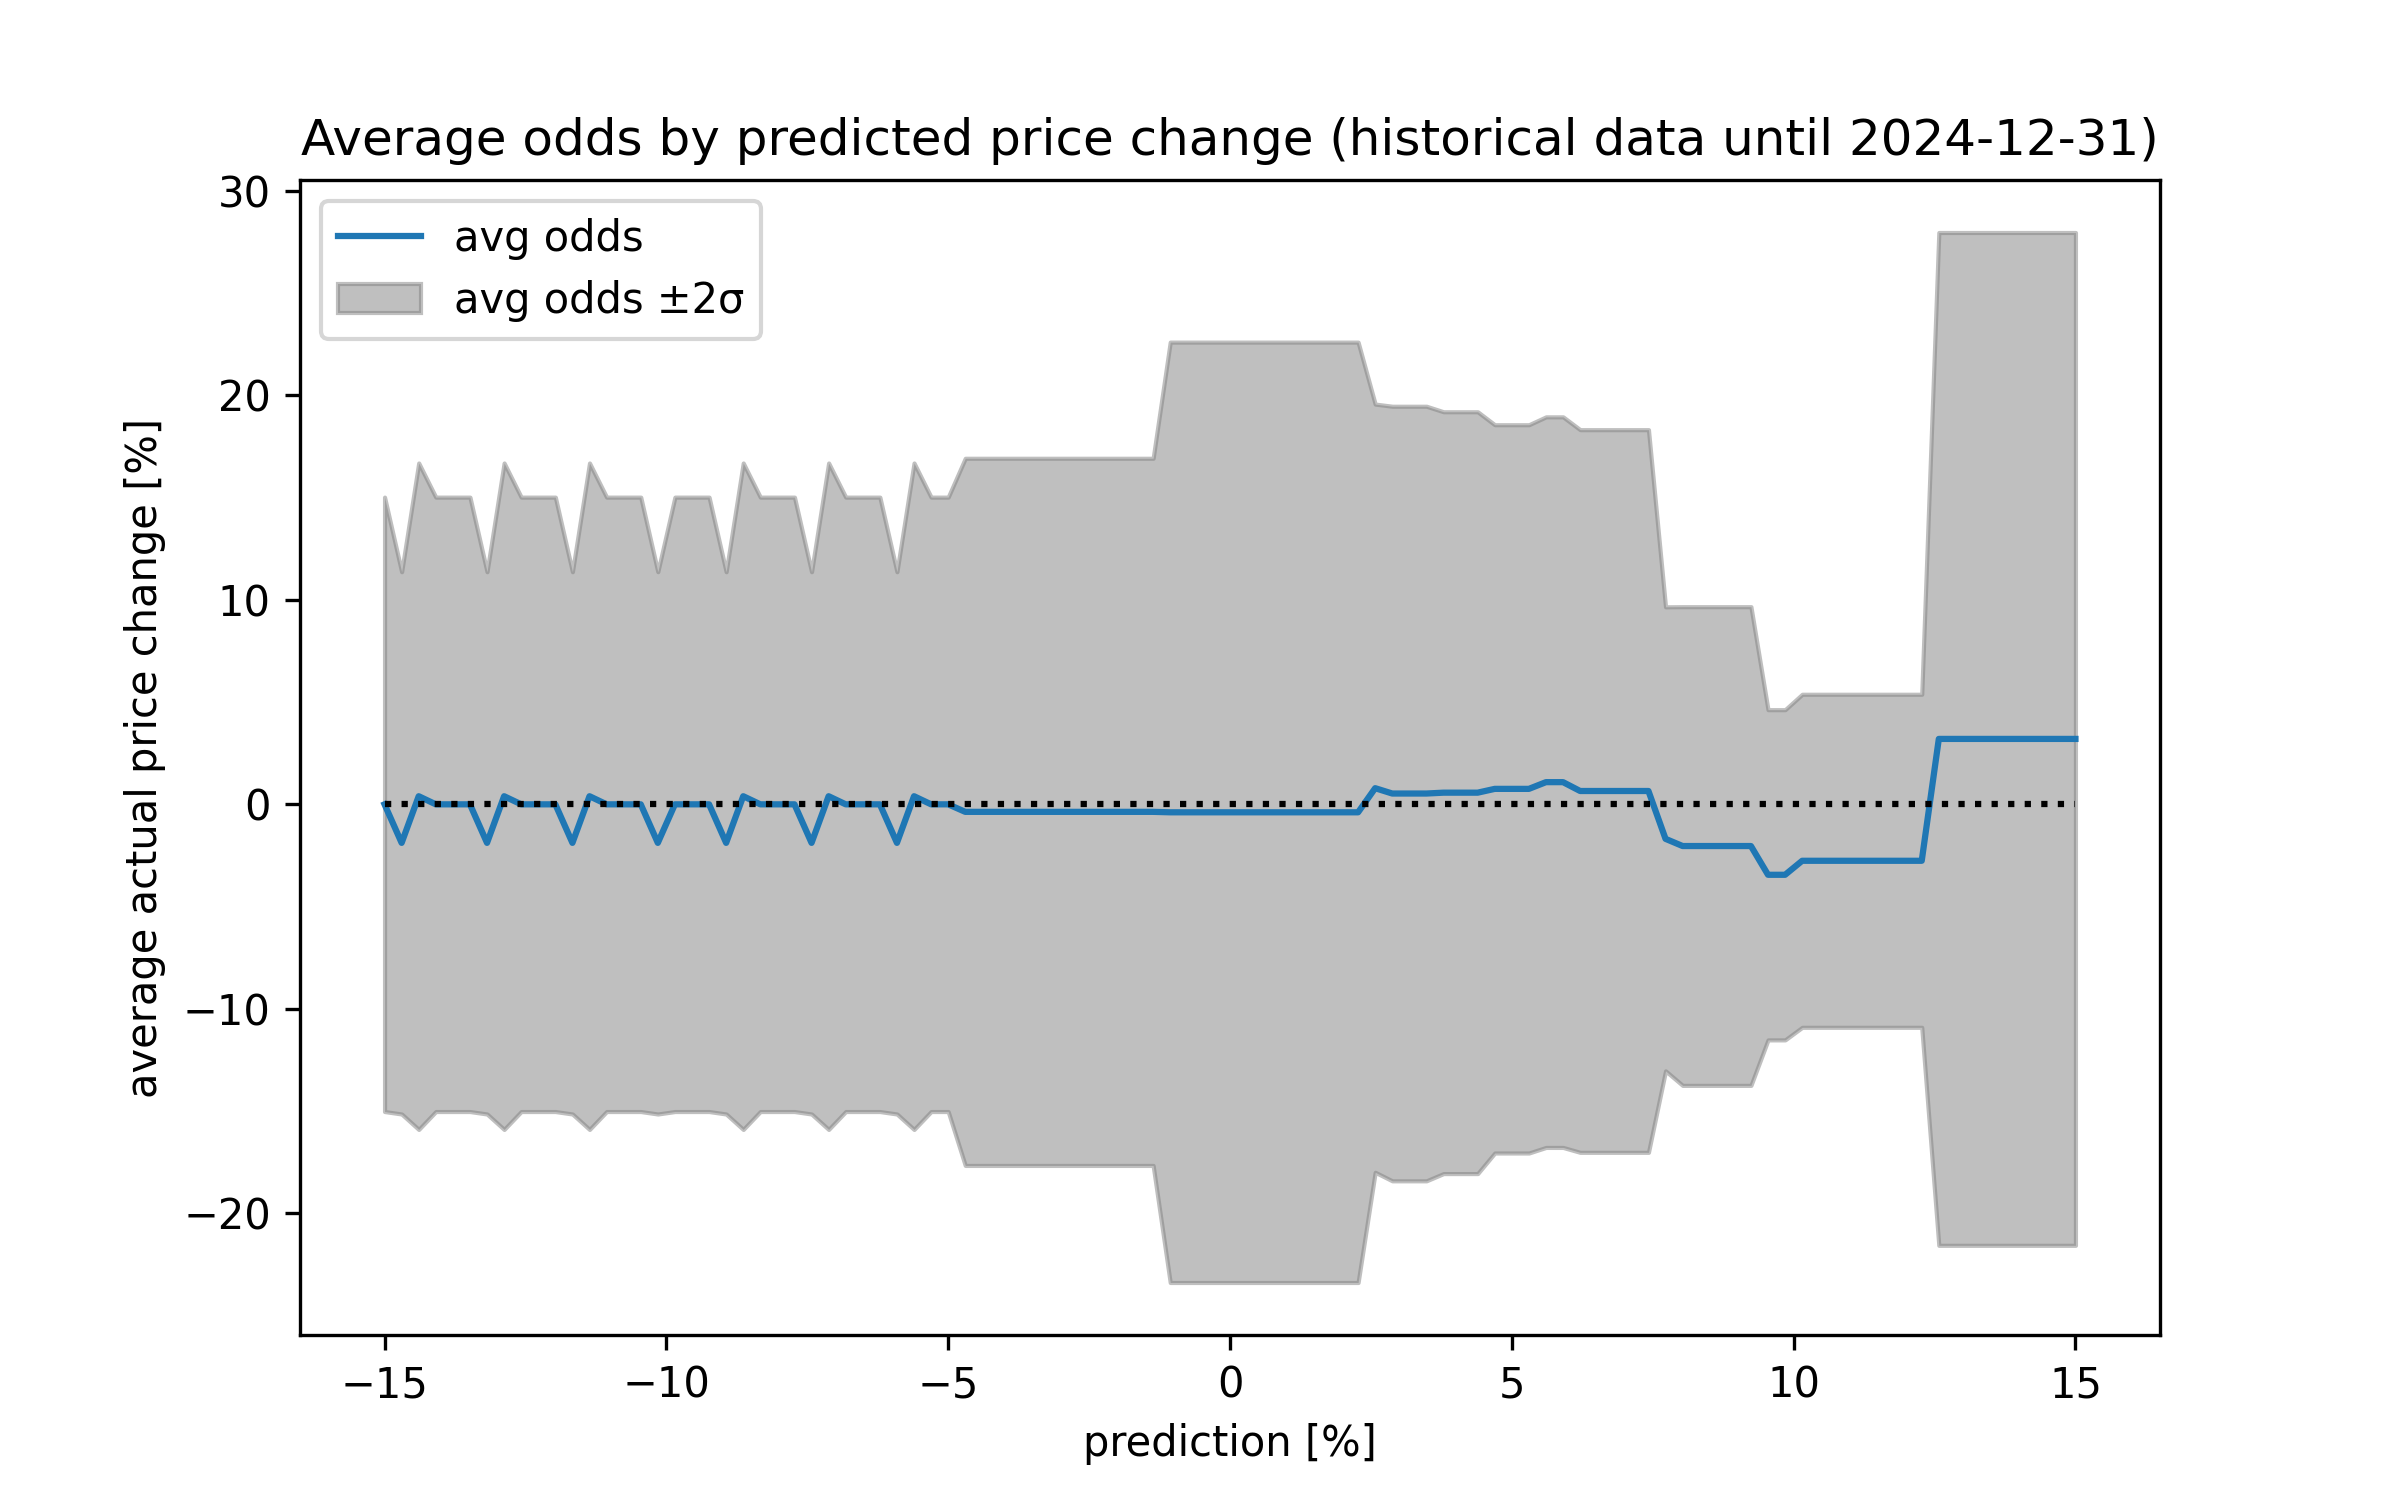 Average odds by predicted price change (historical data until 2024-12-31)
avg odds
avg odds ±2σ
average actual price change [%]
30
20
10
0
−10
−20
−15
−10
−5
0
5
10
15
prediction [%]